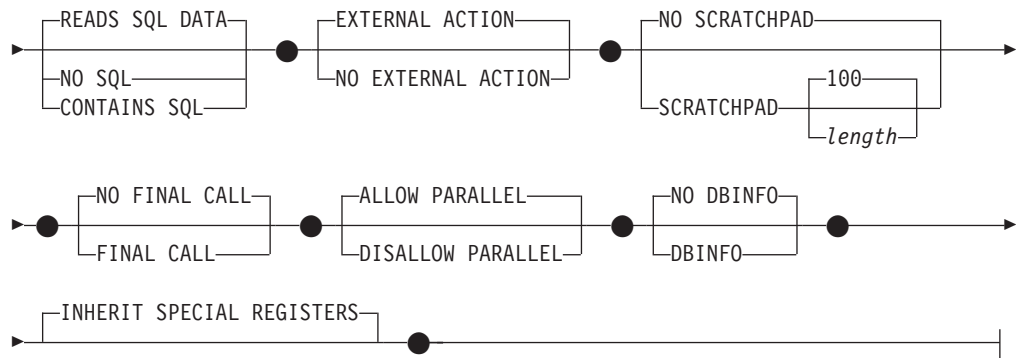 READS SQL DATA EXTERNAL ACTION NO SCRATCHPAD
NO SQL NO EXTERNAL ACTION 100
CONTAINS SQL SCRATCHPAD
length
NO FINAL CALL ALLOW PARALLEL NO DBINFO
FINAL CALL DISALLOW PARALLEL DBINFO
INHERIT SPECIAL REGISTERS